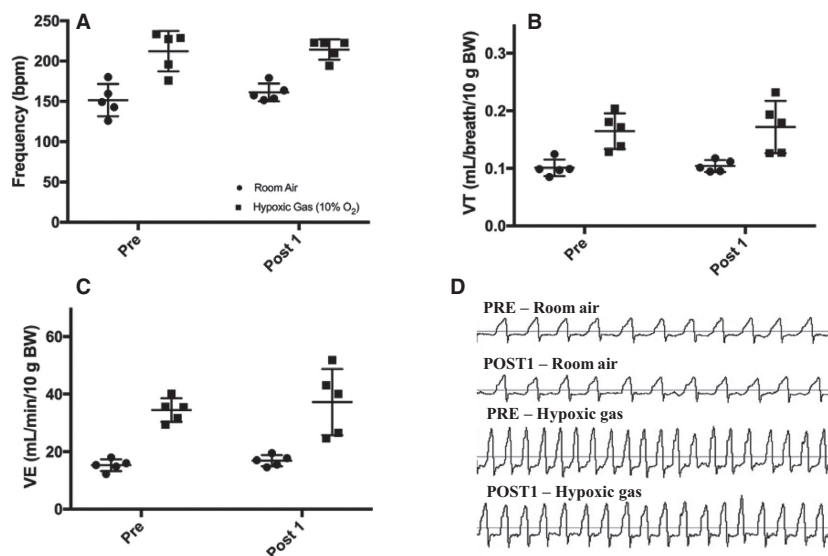 A
Frequency (bpm)
250
200
150
100
50
0
Room Air
Hypoxic Gas (10% O₂)
Pre
Post 1
B
VT (mL/breath/10 g BW)
0.3
0.2
0.1
0.0
Pre
Post 1
C
VE (mL/min/10 g BW)
60
40
20
0
Pre
Post 1
D
PRE – Room air
POST1 – Room air
PRE – Hypoxic gas
POST1 – Hypoxic gas